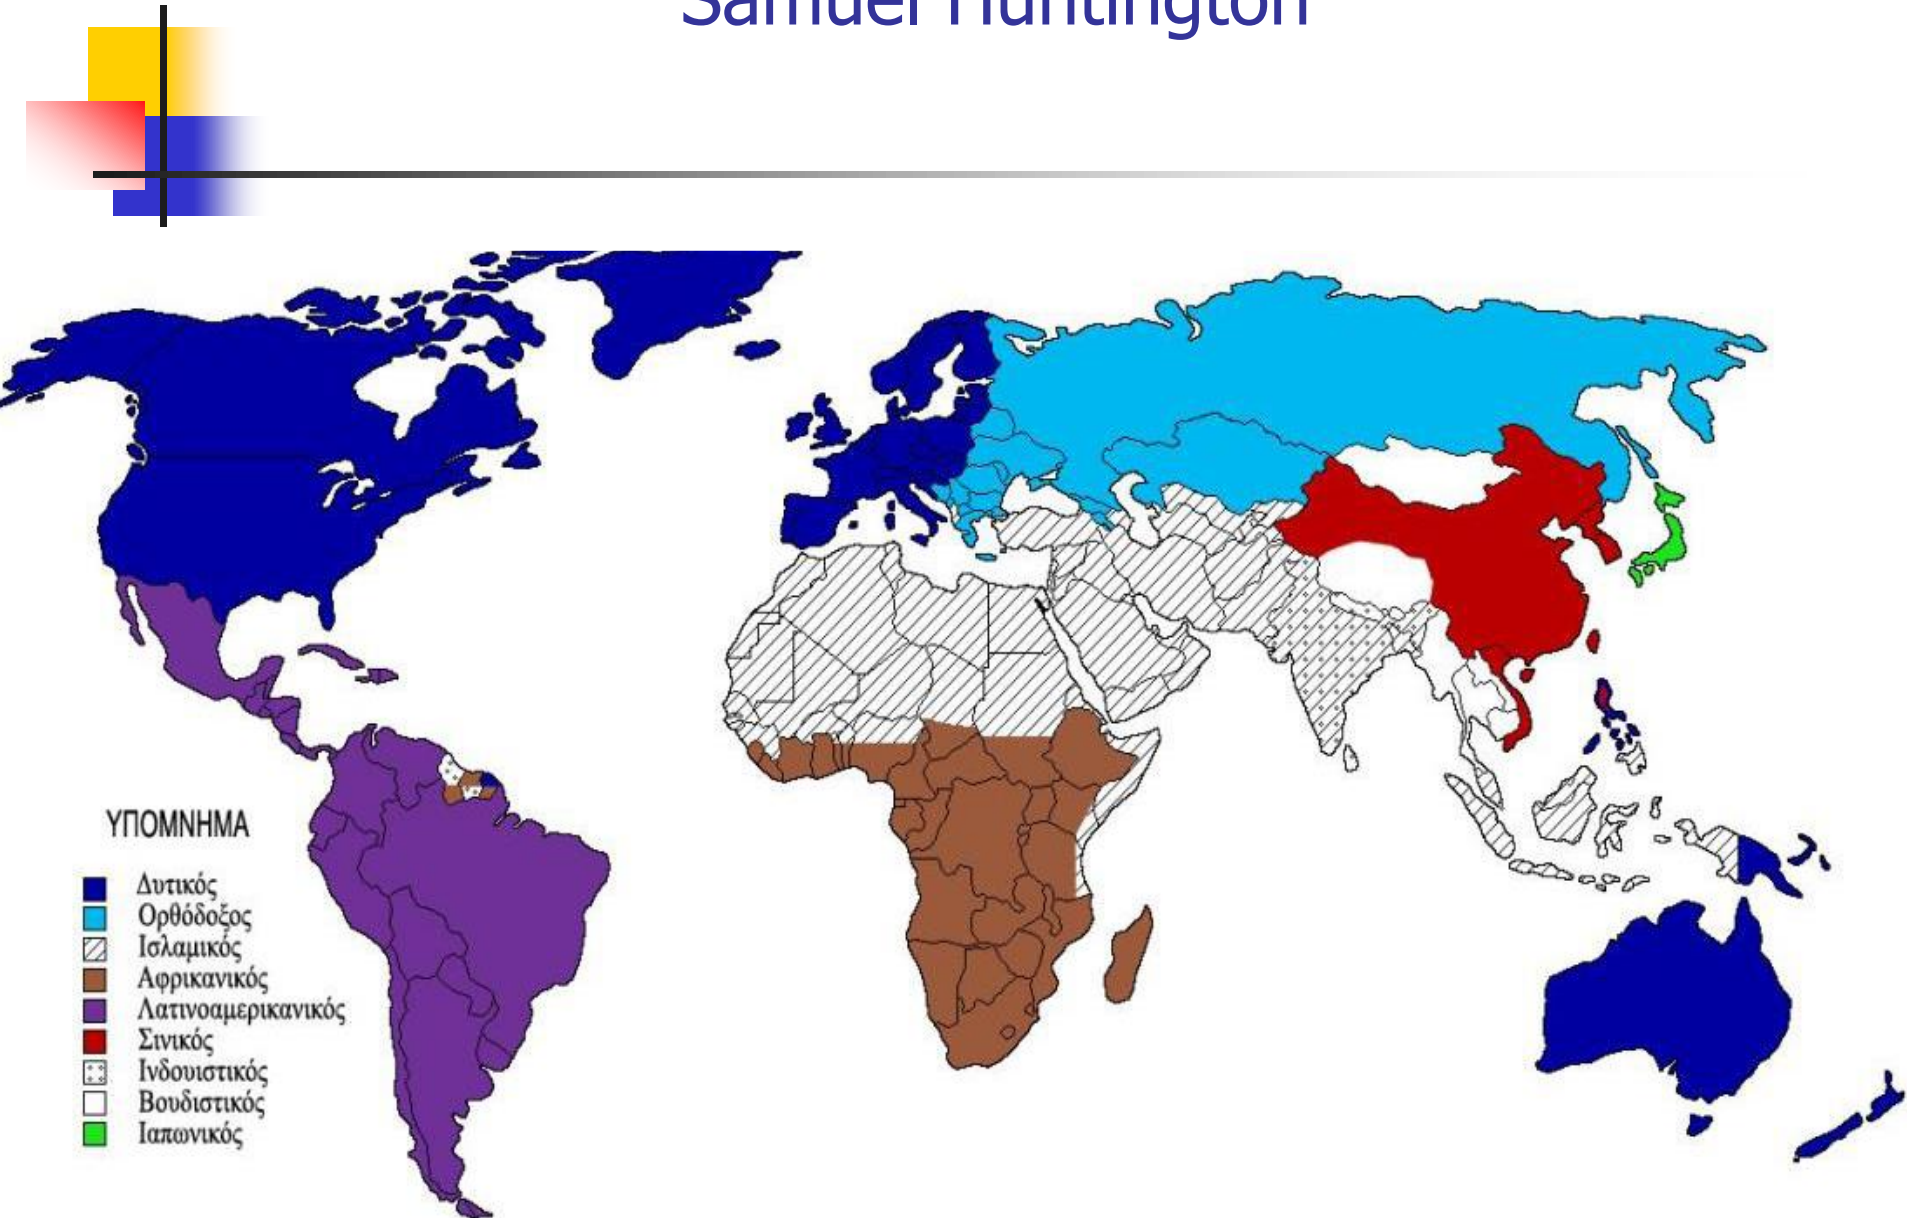 Samuel Huntington
ΥΠΟΜΝΗΜΑ
Δυτικός
Ορθόδοξος
Ισλαμικός
Αφρικανικός
Λατινοαμερικανικός
Σινικός
Ινδουιστικός
Βουδιστικός
Ιαπωνικός